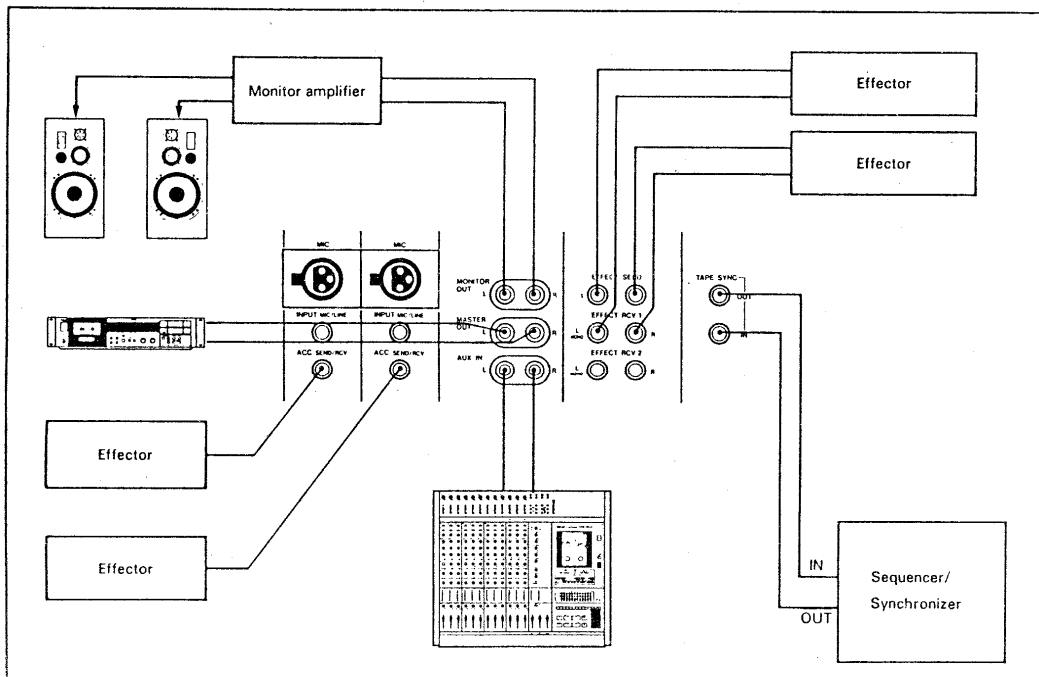 Monitor amplifier
Effector
Effector
MIC
MIC
MONITOR OUT
L
R
EFFECT SEND
TAPE SYNC
OUT
INPUT MIC/LINE
INPUT MIC/LINE
MASTER OUT
L
R
EFFECT RCV 1
L
MONO
R
IN
ACC SEND/RCV
ACC SEND/RCV
AUX IN
L
R
EFFECT RCV 2
L
R
Effector
Effector
IN
OUT
Sequencer/
Synchronizer